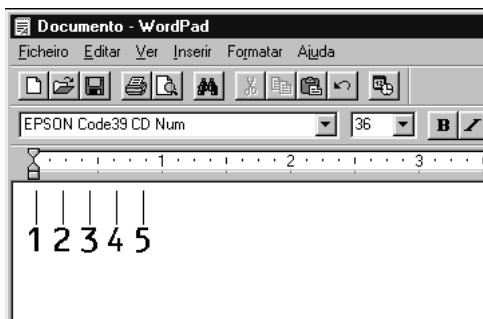 Documento - WordPad
Ficheiro Editar Ver Inserir Formatar Ajuda
EPSON Code39 CD Num 36 B I
1 2 3
1 2 3 4 5